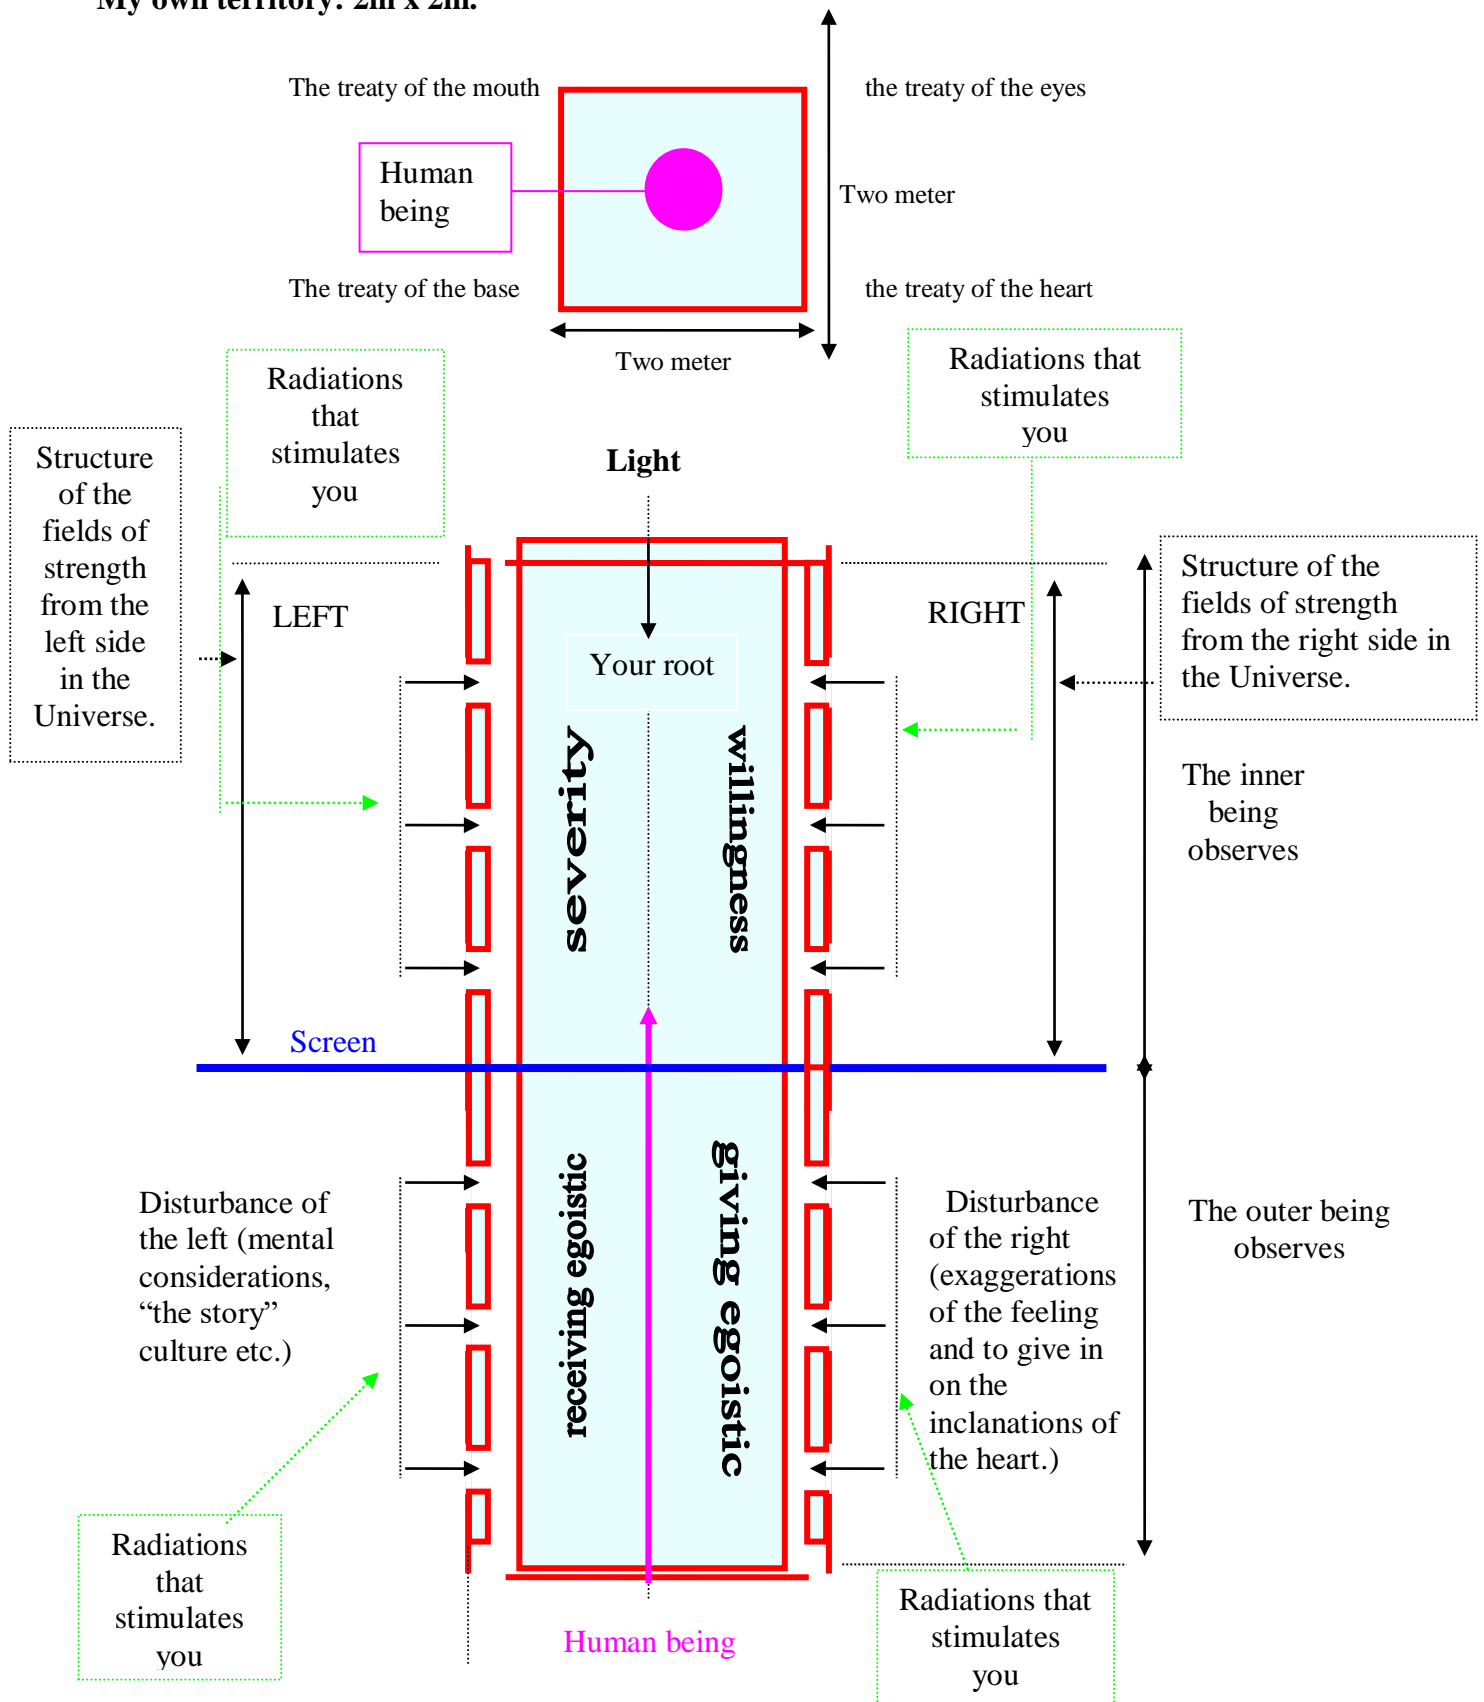 My own territory: 2m x 2m.
The treaty of the mouth
the treaty of the eyes
Human
being
Two meter
The treaty of the base
the treaty of the heart
Two meter
Radiations
that
stimulates
you
Radiations that
stimulates
you
Structure
of the
fields of
strength
from the
left side
in the
Universe.
Light
LEFT
RIGHT
Structure of the
fields of strength
from the right side in
the Universe.
Your root
severity
willingness
The inner
being
observes
Screen
receiving egoistic
giving egoistic
Disturbance of
the left (mental
considerations,
“the story”
culture etc.)
Disturbance
of the right
(exaggerations
of the feeling
and to give in
on the
inclanations of
the heart.)
The outer being
observes
Radiations
that
stimulates
you
Human being
Radiations that
stimulates
you